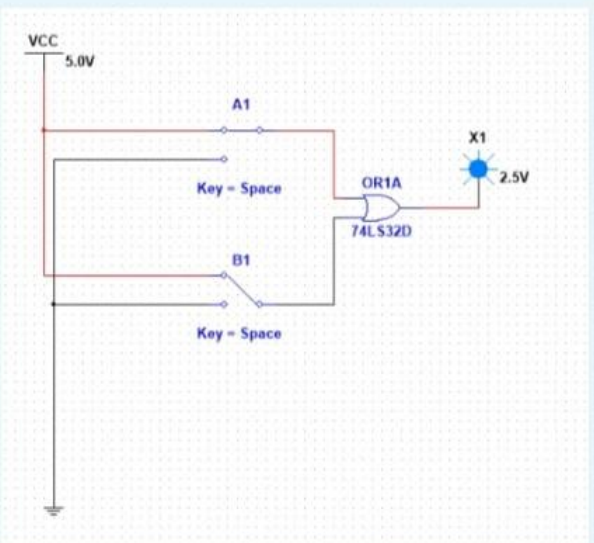 VCC
5.0V
A1
Key = Space
X1
2.5V
OR1A
74LS32D
B1
Key = Space